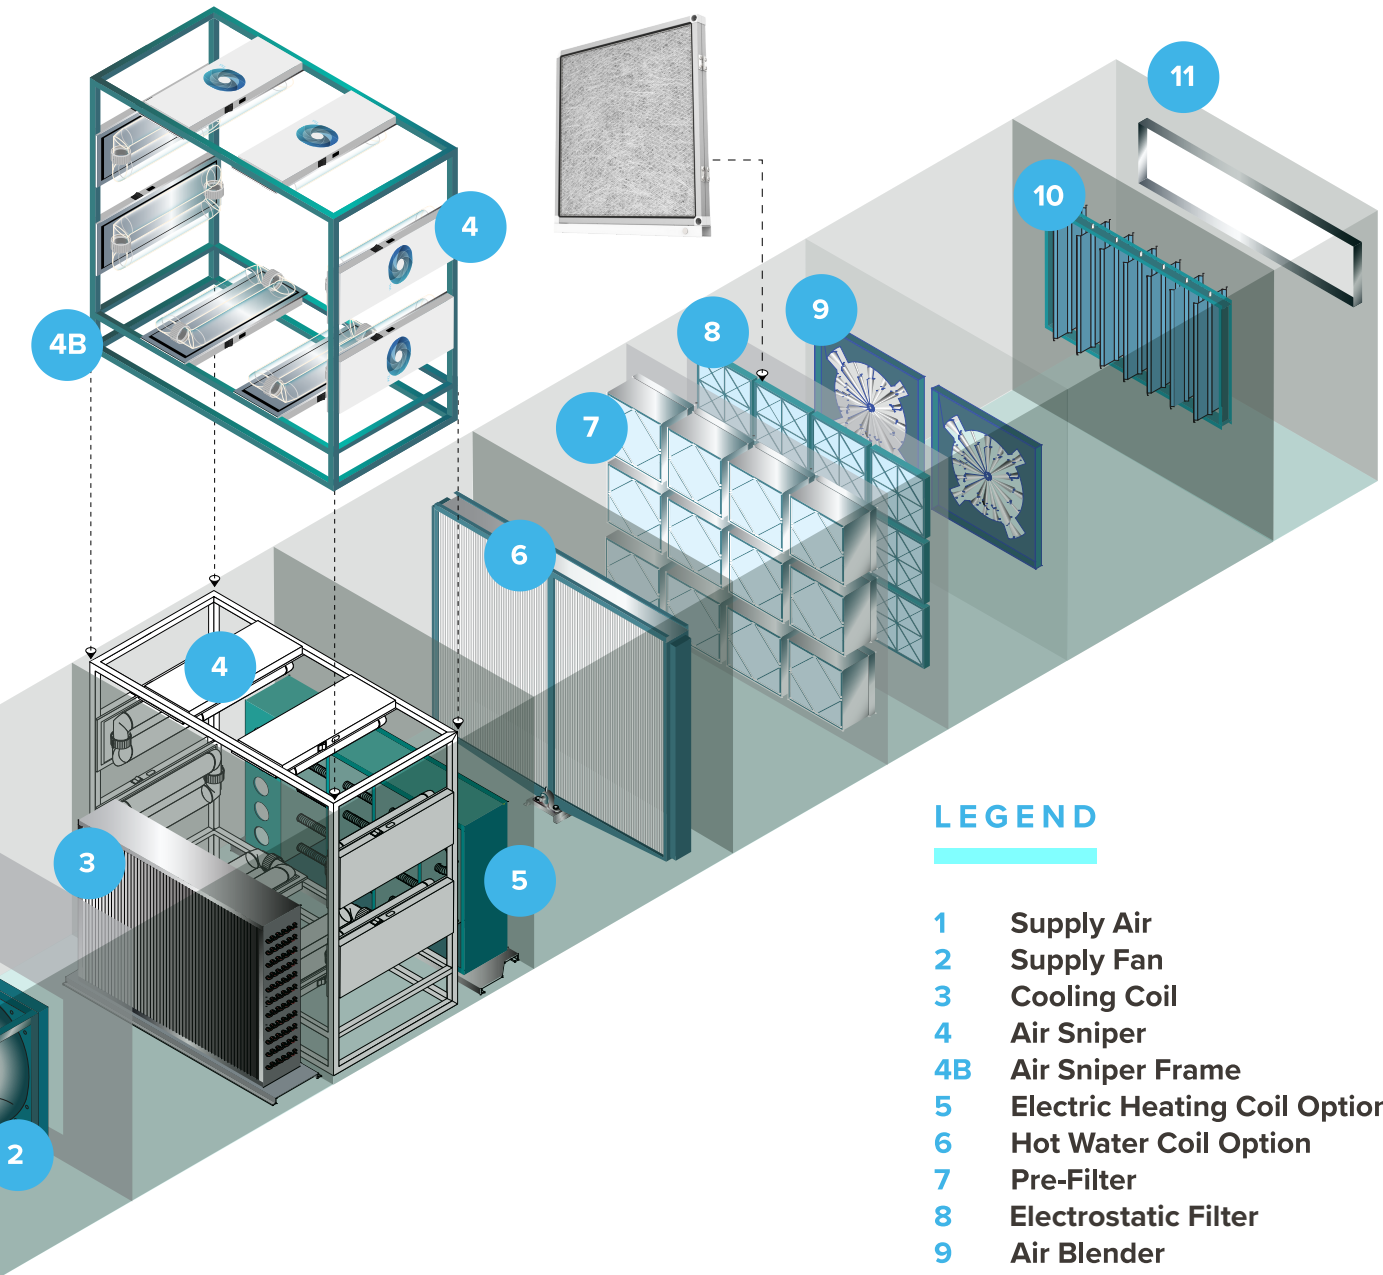 11
10
4
9
8
4B
7
6
4
3
5
2
LEGEND
1 Supply Air
2 Supply Fan
3 Cooling Coil
4 Air Sniper
4B Air Sniper Frame
5 Electric Heating Coil Option
6 Hot Water Coil Option
7 Pre-Filter
8 Electrostatic Filter
9 Air Blender